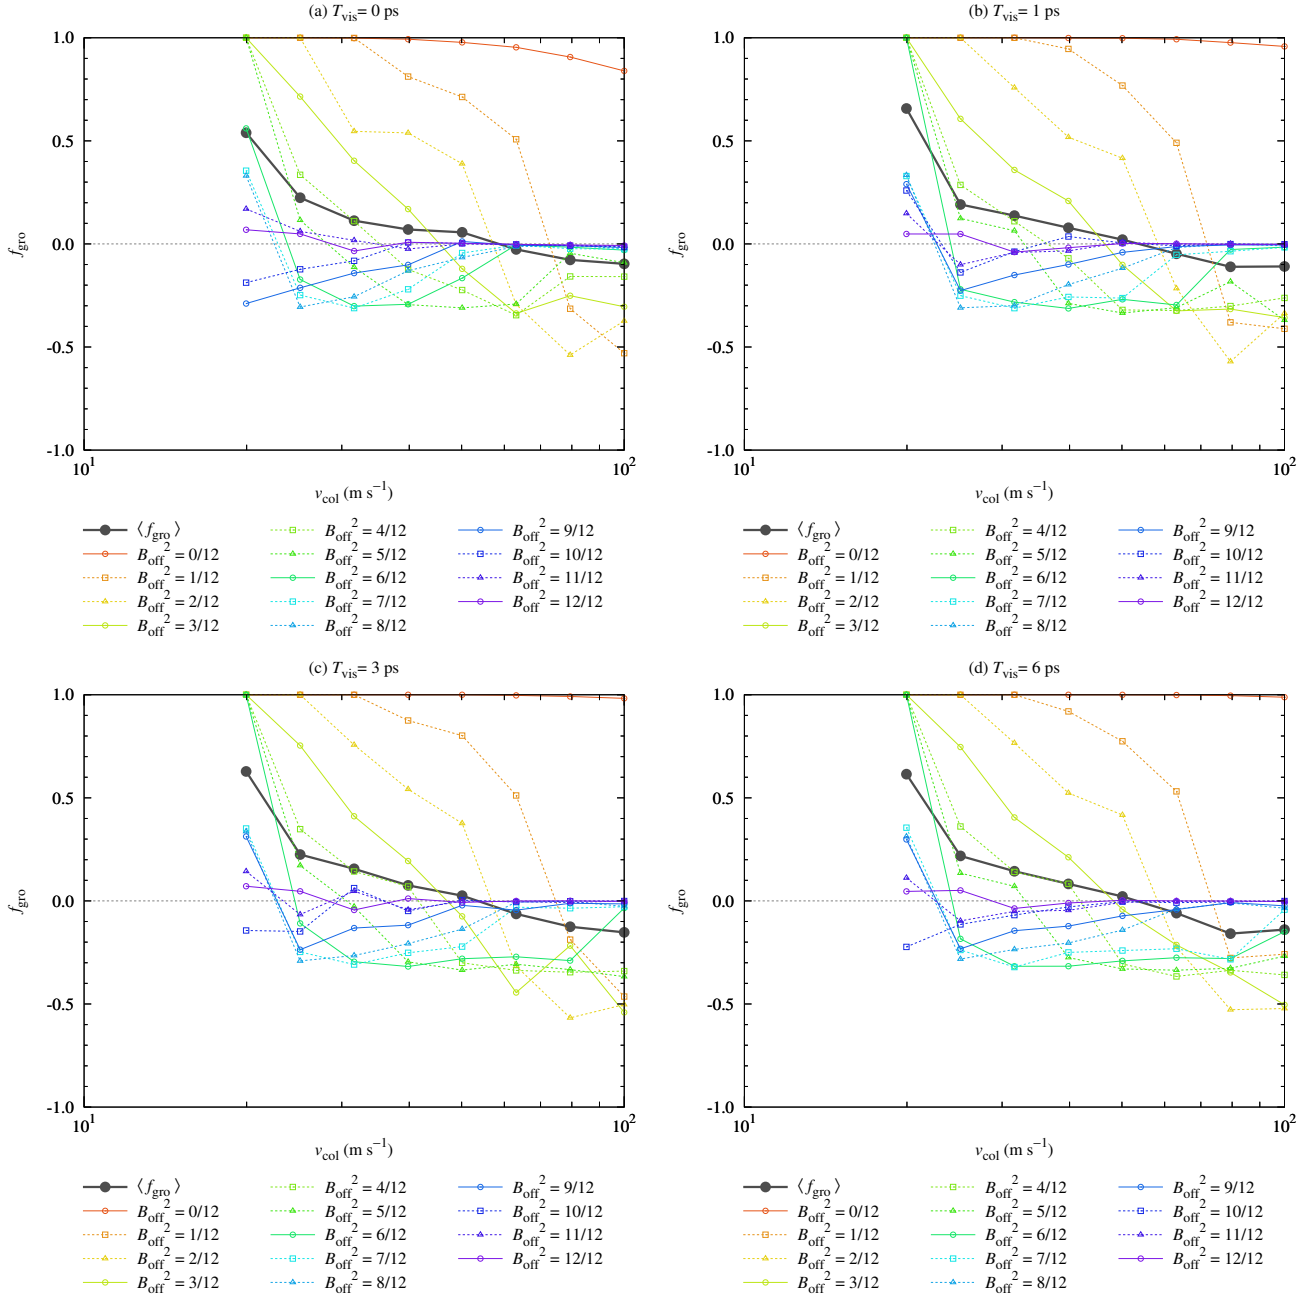 (a) T_vis= 0 ps
1.0
0.5
0.0
-0.5
-1.0
f_gro
10^1
10^2
v_col (m s^−1)
⟨ f_gro ⟩
B_off^2 = 0/12
B_off^2 = 1/12
B_off^2 = 2/12
B_off^2 = 3/12
B_off^2 = 4/12
B_off^2 = 5/12
B_off^2 = 6/12
B_off^2 = 7/12
B_off^2 = 8/12
B_off^2 = 9/12
B_off^2 = 10/12
B_off^2 = 11/12
B_off^2 = 12/12
(b) T_vis= 1 ps
1.0
0.5
0.0
-0.5
-1.0
f_gro
10^1
10^2
v_col (m s^−1)
⟨ f_gro ⟩
B_off^2 = 0/12
B_off^2 = 1/12
B_off^2 = 2/12
B_off^2 = 3/12
B_off^2 = 4/12
B_off^2 = 5/12
B_off^2 = 6/12
B_off^2 = 7/12
B_off^2 = 8/12
B_off^2 = 9/12
B_off^2 = 10/12
B_off^2 = 11/12
B_off^2 = 12/12
(c) T_vis= 3 ps
1.0
0.5
0.0
-0.5
-1.0
f_gro
10^1
10^2
v_col (m s^−1)
⟨ f_gro ⟩
B_off^2 = 0/12
B_off^2 = 1/12
B_off^2 = 2/12
B_off^2 = 3/12
B_off^2 = 4/12
B_off^2 = 5/12
B_off^2 = 6/12
B_off^2 = 7/12
B_off^2 = 8/12
B_off^2 = 9/12
B_off^2 = 10/12
B_off^2 = 11/12
B_off^2 = 12/12
(d) T_vis= 6 ps
1.0
0.5
0.0
-0.5
-1.0
f_gro
10^1
10^2
v_col (m s^−1)
⟨ f_gro ⟩
B_off^2 = 0/12
B_off^2 = 1/12
B_off^2 = 2/12
B_off^2 = 3/12
B_off^2 = 4/12
B_off^2 = 5/12
B_off^2 = 6/12
B_off^2 = 7/12
B_off^2 = 8/12
B_off^2 = 9/12
B_off^2 = 10/12
B_off^2 = 11/12
B_off^2 = 12/12